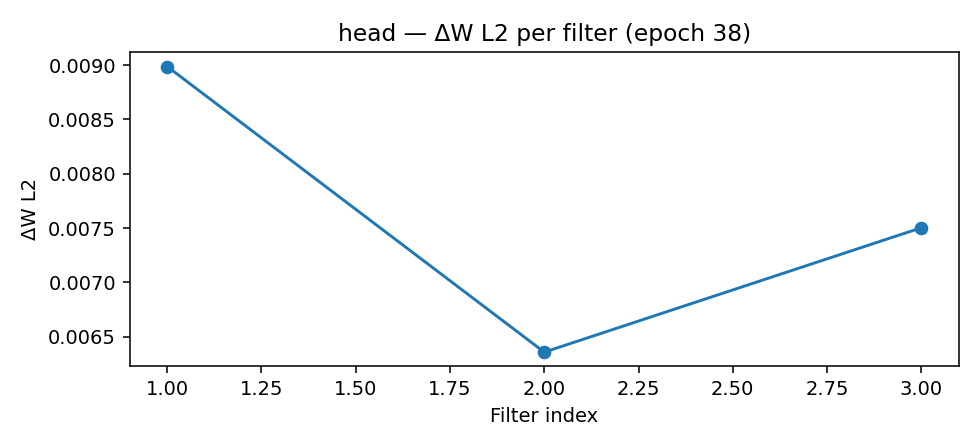 head — ΔW L2 per filter (epoch 38)
0.0090
0.0085
0.0080
0.0075
0.0070
0.0065
ΔW L2
1.00 1.25 1.50 1.75 2.00 2.25 2.50 2.75 3.00
Filter index